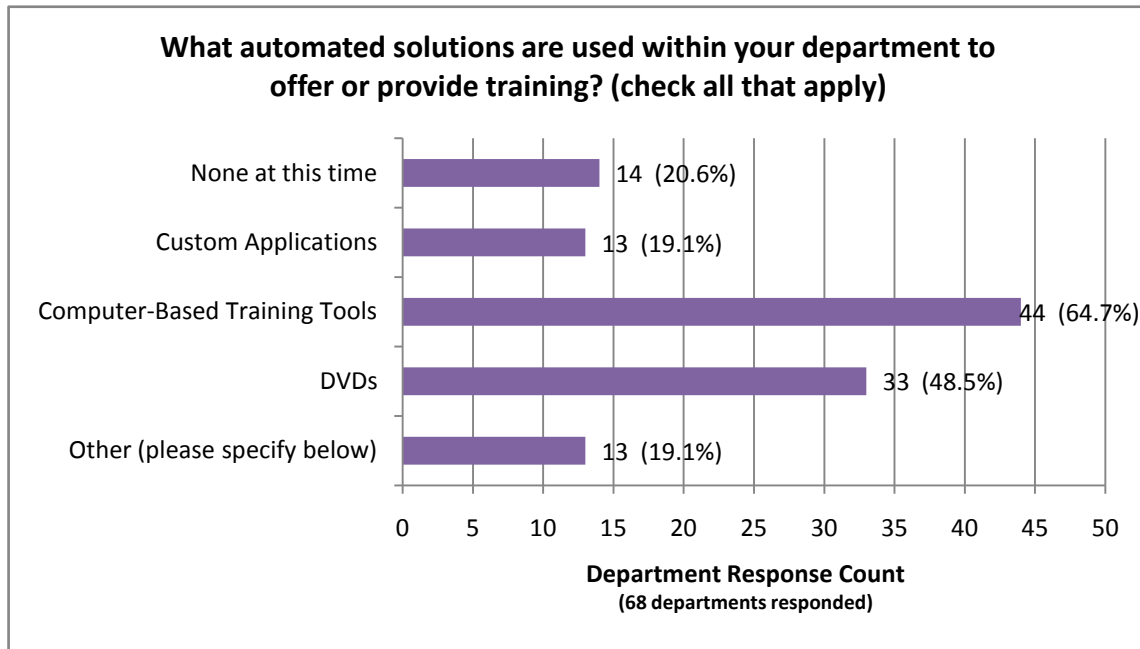 What automated solutions are used within your department to
offer or provide training? (check all that apply)
None at this time
14 (20.6%)
Custom Applications
13 (19.1%)
Computer-Based Training Tools
44 (64.7%)
DVDs
33 (48.5%)
Other (please specify below)
13 (19.1%)
0 5 10 15 20 25 30 35 40 45 50
Department Response Count
(68 departments responded)